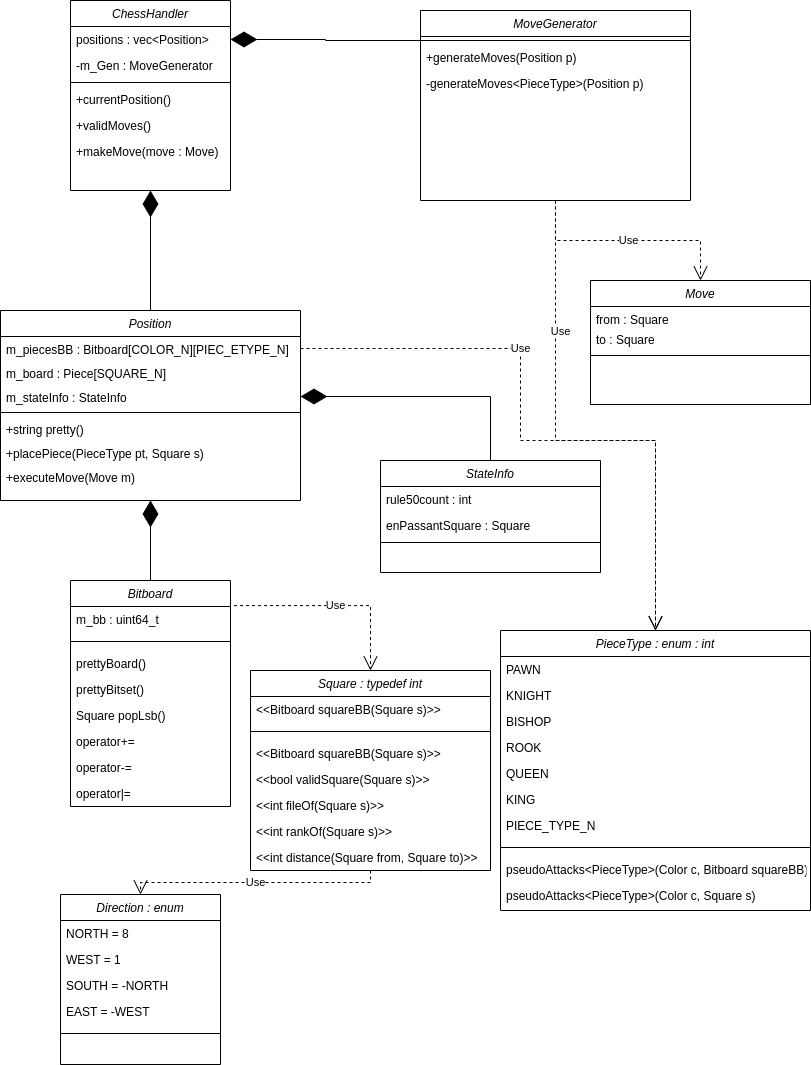 ChessHandler
positions : vec<Position>
-m_Gen : MoveGenerator
+currentPosition()
+validMoves()
+makeMove(move : Move)
MoveGenerator
+generateMoves(Position p)
-generateMoves<PieceType>(Position p)
Use
Move
from : Square
to : Square
Use
Position
m_piecesBB : Bitboard[COLOR_N][PIEC_ETYPE_N]
m_board : Piece[SQUARE_N]
m_stateInfo : StateInfo
+string pretty()
+placePiece(PieceType pt, Square s)
+executeMove(Move m)
Use
StateInfo
rule50count : int
enPassantSquare : Square
Bitboard
m_bb : uint64_t
prettyBoard()
prettyBitset()
Square popLsb()
operator+=
operator-=
operator|=
Use
Square : typedef int
<<Bitboard squareBB(Square s)>>
<<Bitboard squareBB(Square s)>>
<<bool validSquare(Square s)>>
<<int fileOf(Square s)>>
<<int rankOf(Square s)>>
<<int distance(Square from, Square to)>>
PieceType : enum : int
PAWN
KNIGHT
BISHOP
ROOK
QUEEN
KING
PIECE_TYPE_N
pseudoAttacks<PieceType>(Color c, Bitboard squareBB)
pseudoAttacks<PieceType>(Color c, Square s)
Use
Direction : enum
NORTH = 8
WEST = 1
SOUTH = -NORTH
EAST = -WEST